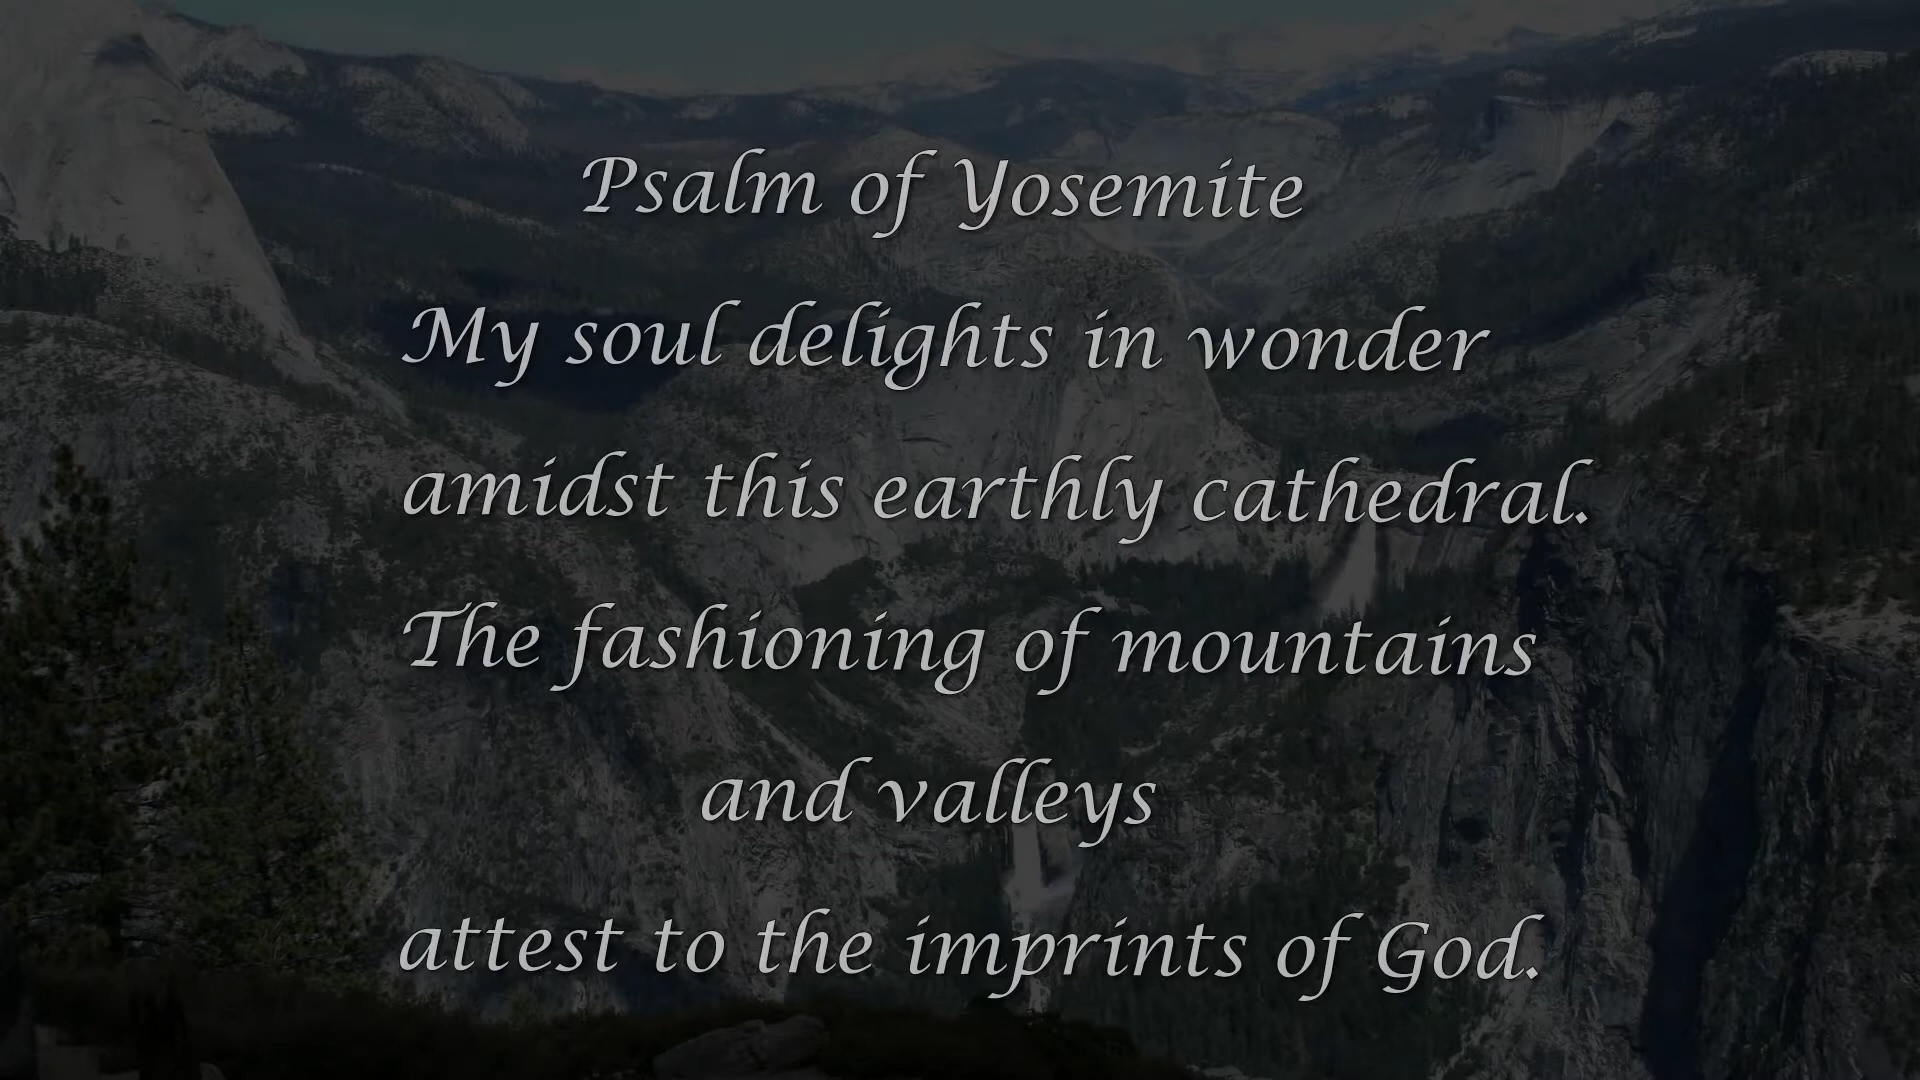 Psalm of Yosemite
My soul delights in wonder
amidst this earthly cathedral.
The fashioning of mountains
and valleys
attest to the imprints of God.